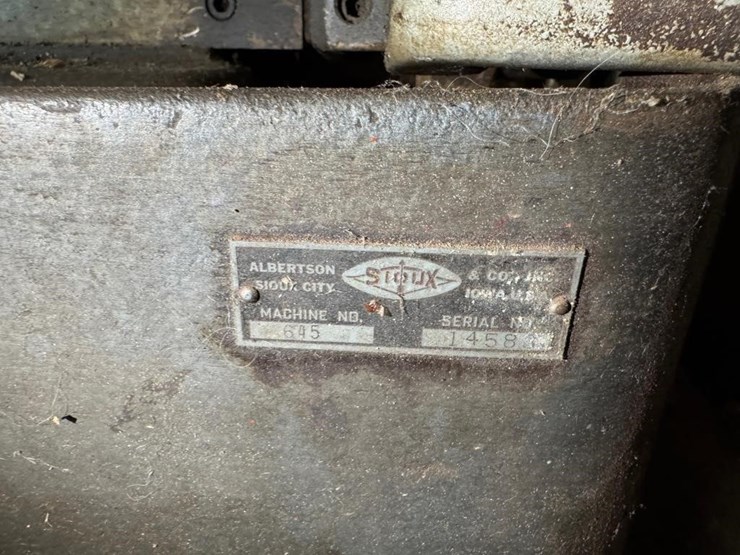 ALBERTSON SIOUX & CO., INC.
SIOUX CITY IOWA, U.S.
MACHINE NO. SERIAL NO.
645 1458